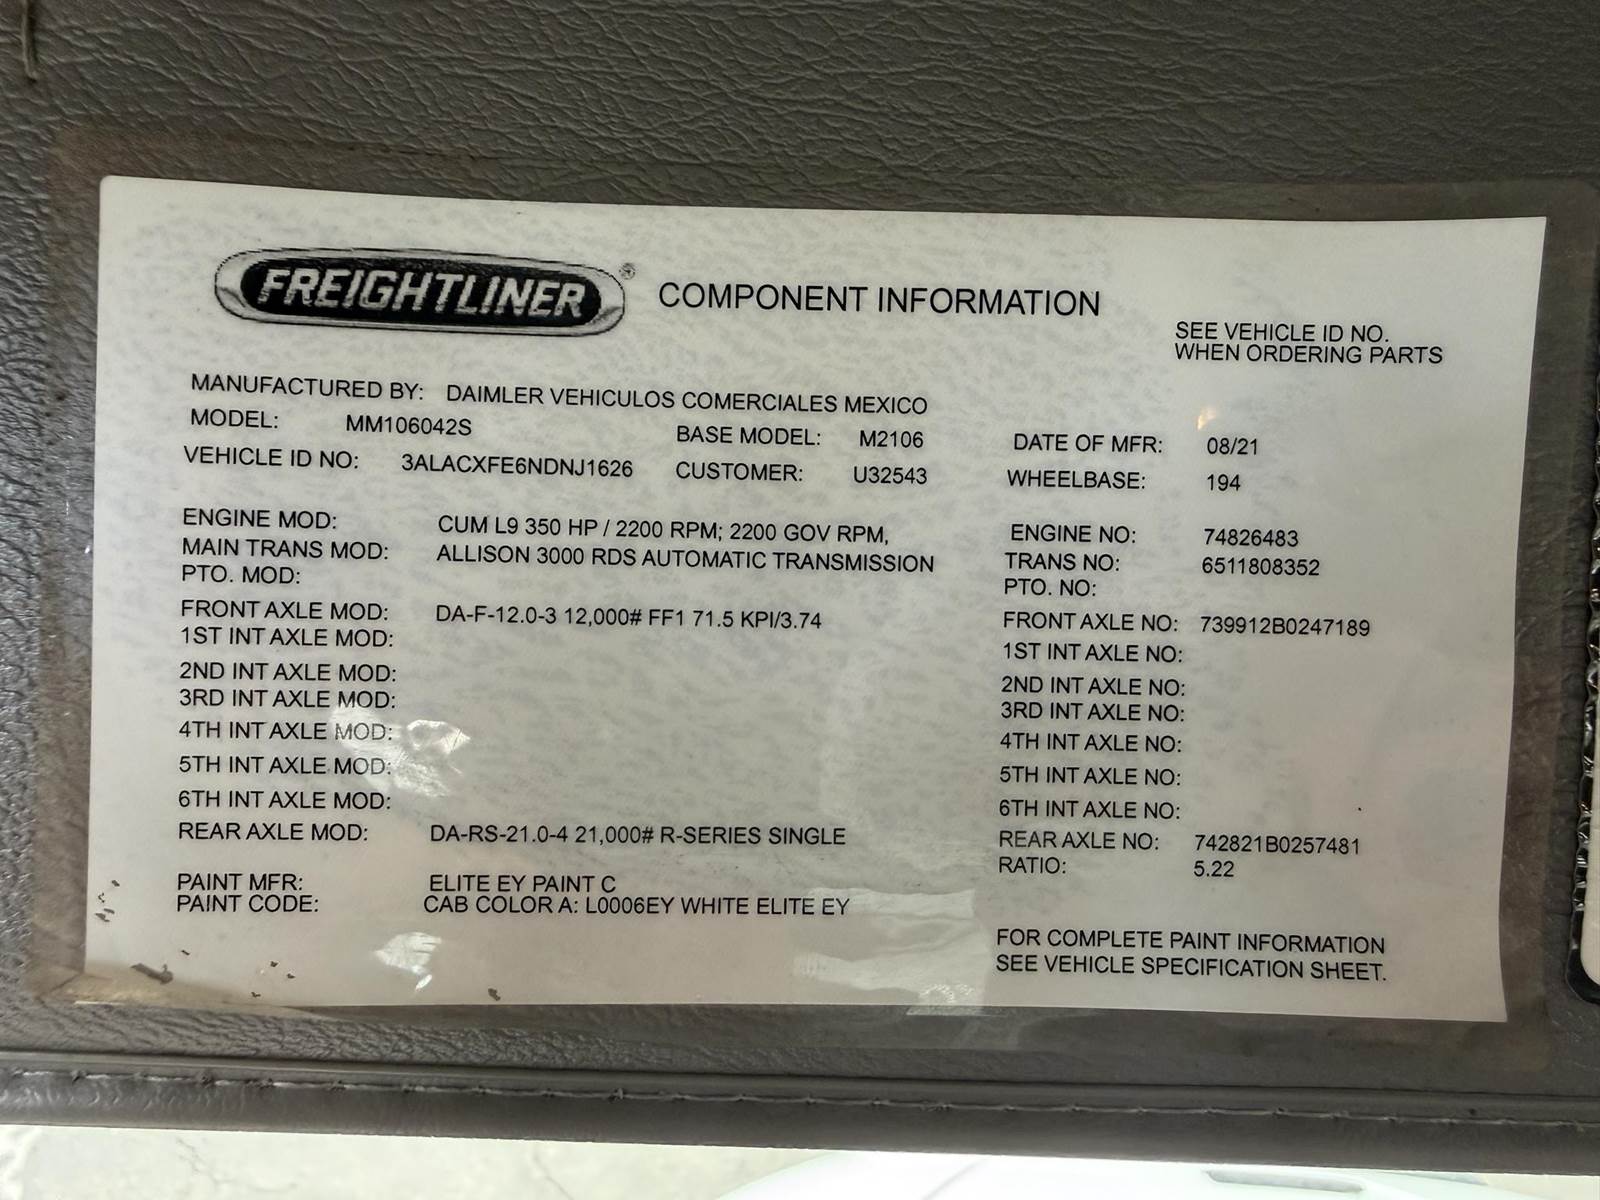 FREIGHTLINER® COMPONENT INFORMATION
SEE VEHICLE ID NO.
WHEN ORDERING PARTS
MANUFACTURED BY: DAIMLER VEHICULOS COMERCIALES MEXICO
MODEL: MM106042S BASE MODEL: M2106 DATE OF MFR: 08/21
VEHICLE ID NO: 3ALACXFE6NDNJ1626 CUSTOMER: U32543 WHEELBASE: 194
ENGINE MOD: CUM L9 350 HP / 2200 RPM; 2200 GOV RPM, ENGINE NO: 74826483
MAIN TRANS MOD: ALLISON 3000 RDS AUTOMATIC TRANSMISSION TRANS NO: 6511808352
PTO. MOD: PTO. NO:
FRONT AXLE MOD: DA-F-12.0-3 12,000# FF1 71.5 KPI/3.74 FRONT AXLE NO: 739912B0247189
1ST INT AXLE MOD: 1ST INT AXLE NO:
2ND INT AXLE MOD: 2ND INT AXLE NO:
3RD INT AXLE MOD: 3RD INT AXLE NO:
4TH INT AXLE MOD: 4TH INT AXLE NO:
5TH INT AXLE MOD: 5TH INT AXLE NO:
6TH INT AXLE MOD: 6TH INT AXLE NO:
REAR AXLE MOD: DA-RS-21.0-4 21,000# R-SERIES SINGLE REAR AXLE NO: 742821B0257481
RATIO: 5.22
PAINT MFR: ELITE EY PAINT C
PAINT CODE: CAB COLOR A: L0006EY WHITE ELITE EY
FOR COMPLETE PAINT INFORMATION
SEE VEHICLE SPECIFICATION SHEET.